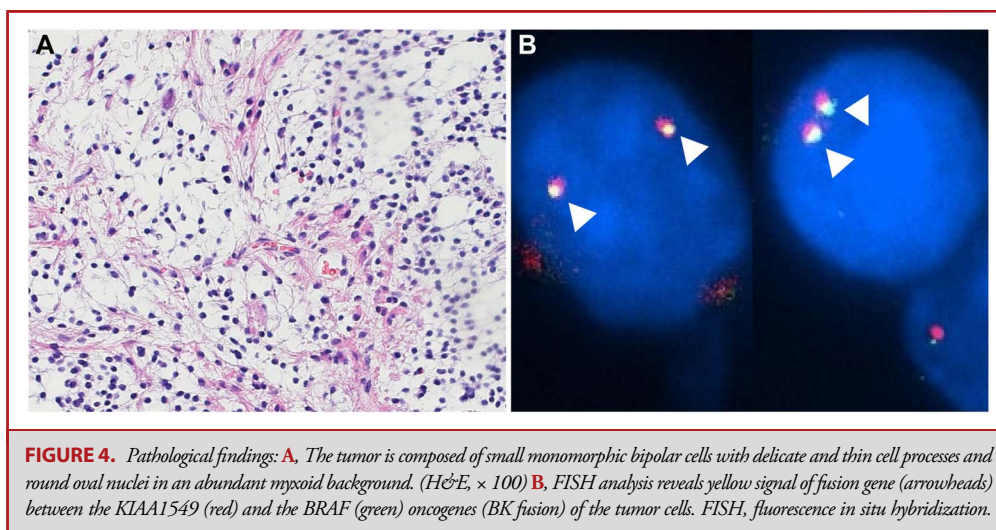 A
B
FIGURE 4. Pathological findings: A, The tumor is composed of small monomorphic bipolar cells with delicate and thin cell processes and
round oval nuclei in an abundant myxoid background. (H&E, × 100) B, FISH analysis reveals yellow signal of fusion gene (arrowheads)
between the KIAA1549 (red) and the BRAF (green) oncogenes (BK fusion) of the tumor cells. FISH, fluorescence in situ hybridization.